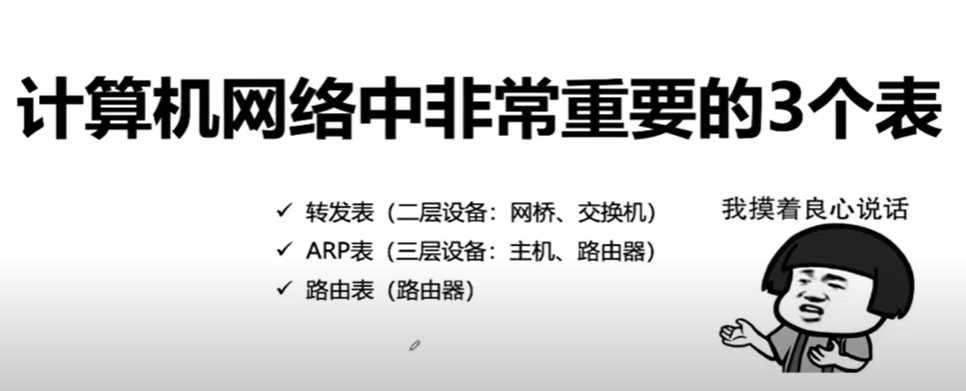 计算机网络中非常重要的3个表
✓ 转发表（二层设备：网桥、交换机）
✓ ARP表（三层设备：主机、路由器）
✓ 路由表（路由器）
我摸着良心说话